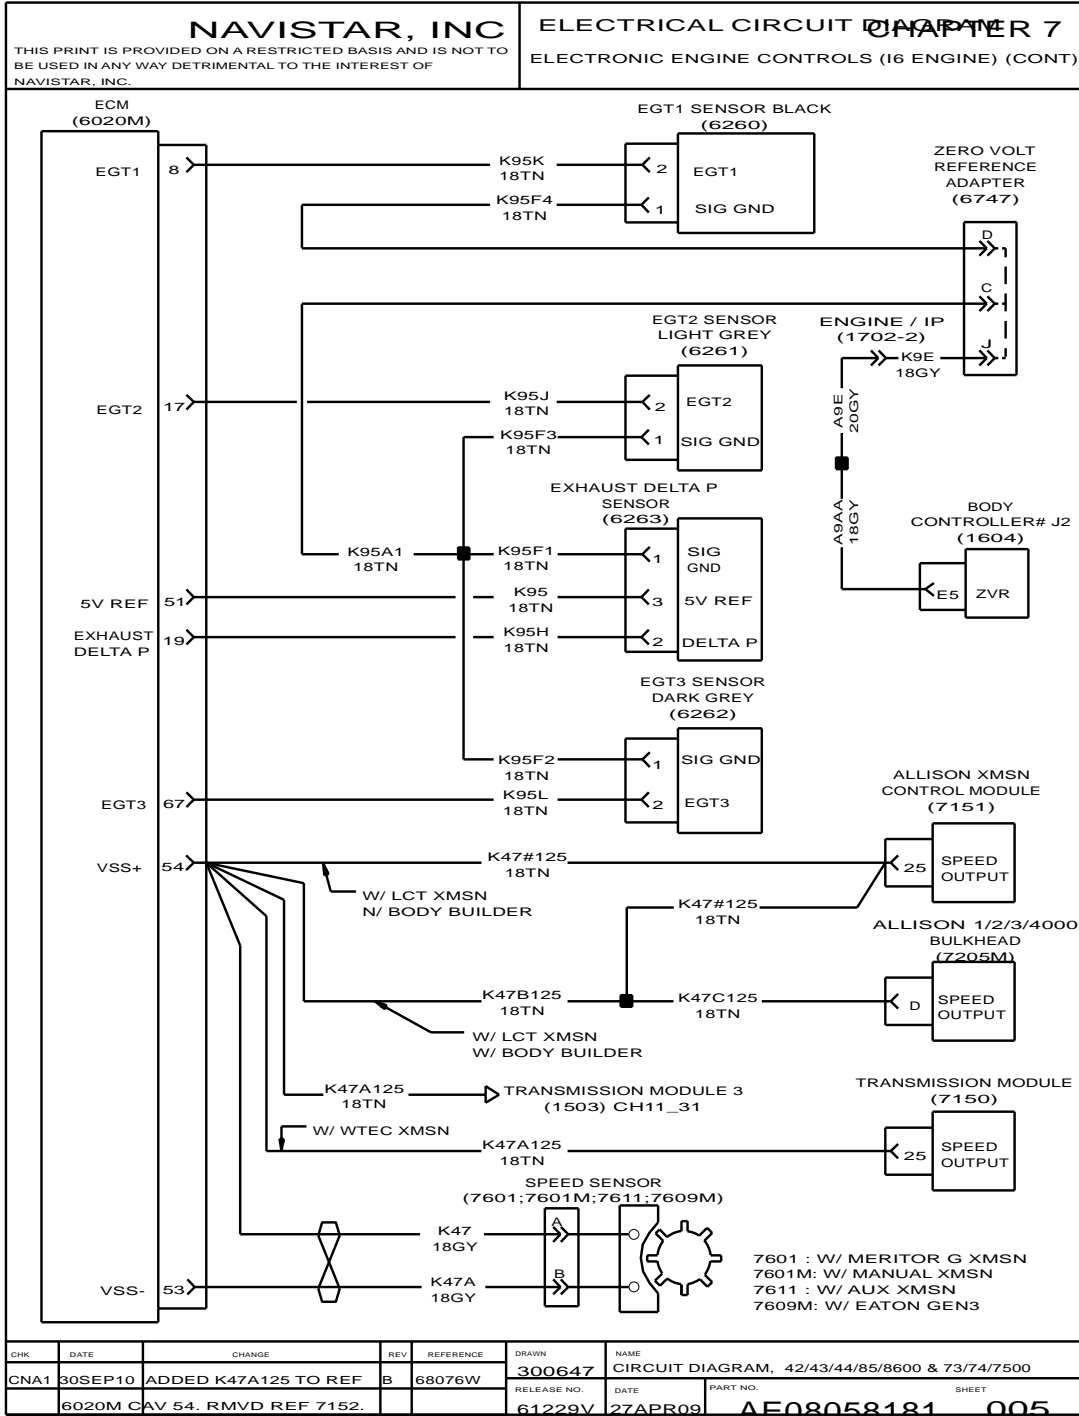 NAVISTAR, INC
THIS PRINT IS PROVIDED ON A RESTRICTED BASIS AND IS NOT TO
BE USED IN ANY WAY DETRIMENTAL TO THE INTEREST OF
NAVISTAR, INC.
ELECTRICAL CIRCUIT DIAGRAM
CHAPTER 7
ELECTRONIC ENGINE CONTROLS (I6 ENGINE) (CONT)
ECM
(6020M)
EGT1 SENSOR BLACK
(6260)
EGT1
8
K95K
18TN
2
EGT1
K95F4
18TN
1
SIG GND
ZERO VOLT
REFERENCE
ADAPTER
(6747)
D
C
J
EGT2 SENSOR
LIGHT GREY
(6261)
ENGINE / IP
(1702-2)
K9E
18GY
A9E
20GY
EGT2
17
K95J
18TN
2
EGT2
K95F3
18TN
1
SIG GND
EXHAUST DELTA P
SENSOR
(6263)
A9AA
18GY
BODY
CONTROLLER# J2
(1604)
E5
ZVR
K95A1
18TN
K95F1
18TN
1
SIG
GND
5V REF
51
K95
18TN
3
5V REF
EXHAUST
DELTA P
19
K95H
18TN
2
DELTA P
EGT3 SENSOR
DARK GREY
(6262)
K95F2
18TN
1
SIG GND
EGT3
67
K95L
18TN
2
EGT3
ALLISON XMSN
CONTROL MODULE
(7151)
VSS+
54
K47#125
18TN
25
SPEED
OUTPUT
W/ LCT XMSN
N/ BODY BUILDER
K47#125
18TN
ALLISON 1/2/3/4000
BULKHEAD
(7205M)
K47B125
18TN
K47C125
18TN
D
SPEED
OUTPUT
W/ LCT XMSN
W/ BODY BUILDER
K47A125
18TN
TRANSMISSION MODULE 3
(1503) CH11_31
TRANSMISSION MODULE
(7150)
W/ WTEC XMSN
K47A125
18TN
25
SPEED
OUTPUT
SPEED SENSOR
(7601;7601M;7611;7609M)
K47
18GY
A
VSS-
53
K47A
18GY
B
7601 : W/ MERITOR G XMSN
7601M: W/ MANUAL XMSN
7611 : W/ AUX XMSN
7609M: W/ EATON GEN3
CHK DATE CHANGE REV REFERENCE
CNA1 30SEP10 ADDED K47A125 TO REF B 68076W
6020M CAV 54. RMVD REF 7152.
DRAWN
300647
NAME
CIRCUIT DIAGRAM, 42/43/44/85/8600 & 73/74/7500
RELEASE NO.
61229V
DATE
27APR09
PART NO.
AE08058181
SHEET
005